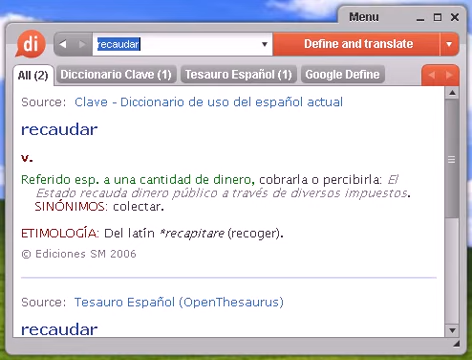 Menu
di
recaudar
Define and translate
All (2)
Diccionario Clave (1)
Tesauro Español (1)
Google Define
Source: Clave - Diccionario de uso del español actual
recaudar
v.
Referido esp. a una cantidad de dinero, cobrarla o percibirla: El
Estado recauda dinero público a través de diversos impuestos.
SINÓNIMOS: colectar.
ETIMOLOGÍA: Del latín *recapitare (recoger).
© Ediciones SM 2006
Source: Tesauro Español (OpenThesaurus)
recaudar